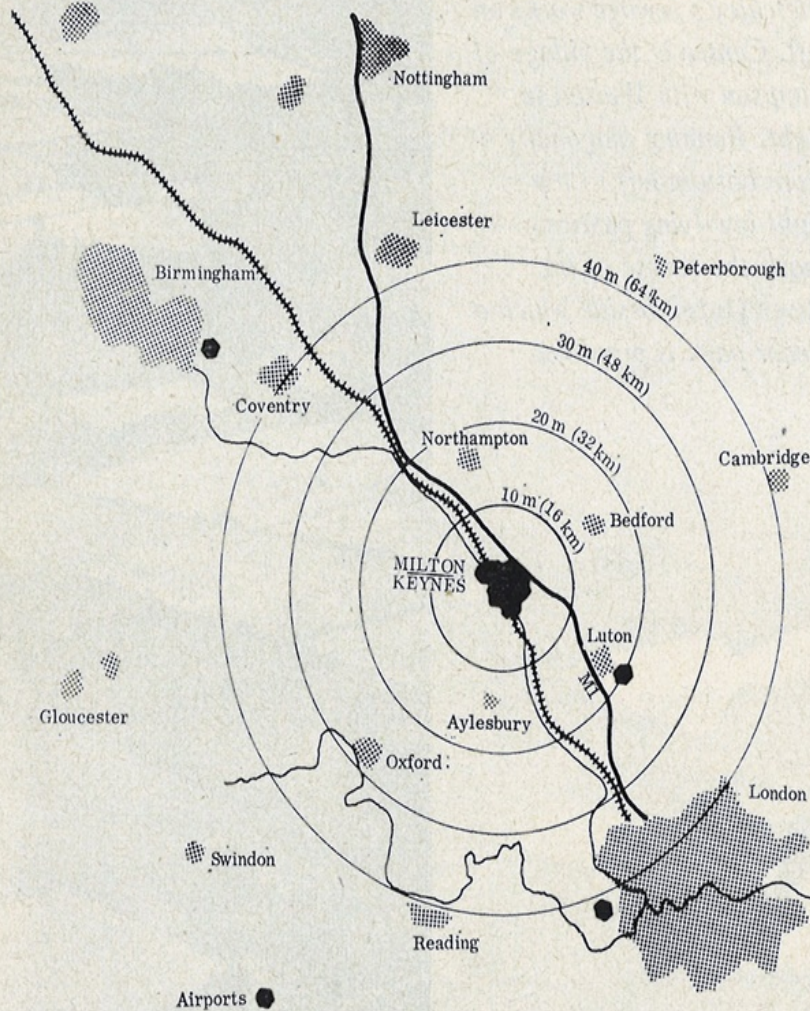 Nottingham
Leicester
Birmingham
Peterborough
40 m (64 km)
30 m (48 km)
Coventry
20 m (32 km)
Northampton
Cambridge
10 m (16 km)
Bedford
MILTON
KEYNES
Luton
M1
Gloucester
Aylesbury
Oxford
London
Swindon
Reading
Airports